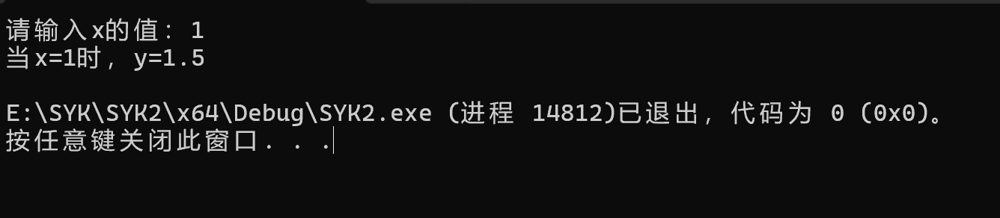 请输入x的值：1
当x=1时，y=1.5
E:\SYK\SYK2\x64\Debug\SYK2.exe (进程 14812)已退出，代码为 0 (0x0)。
按任意键关闭此窗口. . .